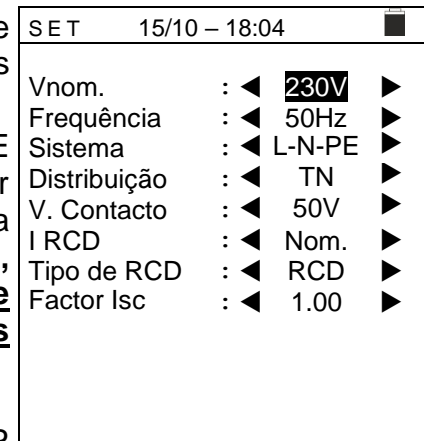 e
s
E
r
a
,
e
s
SET 15/10 – 18:04
Vnom. : ◀ 230V ▶
Frequência : ◀ 50Hz ▶
Sistema : ◀ L-N-PE ▶
Distribuição : ◀ TN ▶
V. Contacto : ◀ 50V ▶
I RCD : ◀ Nom. ▶
Tipo de RCD : ◀ RCD ▶
Factor Isc : ◀ 1.00 ▶